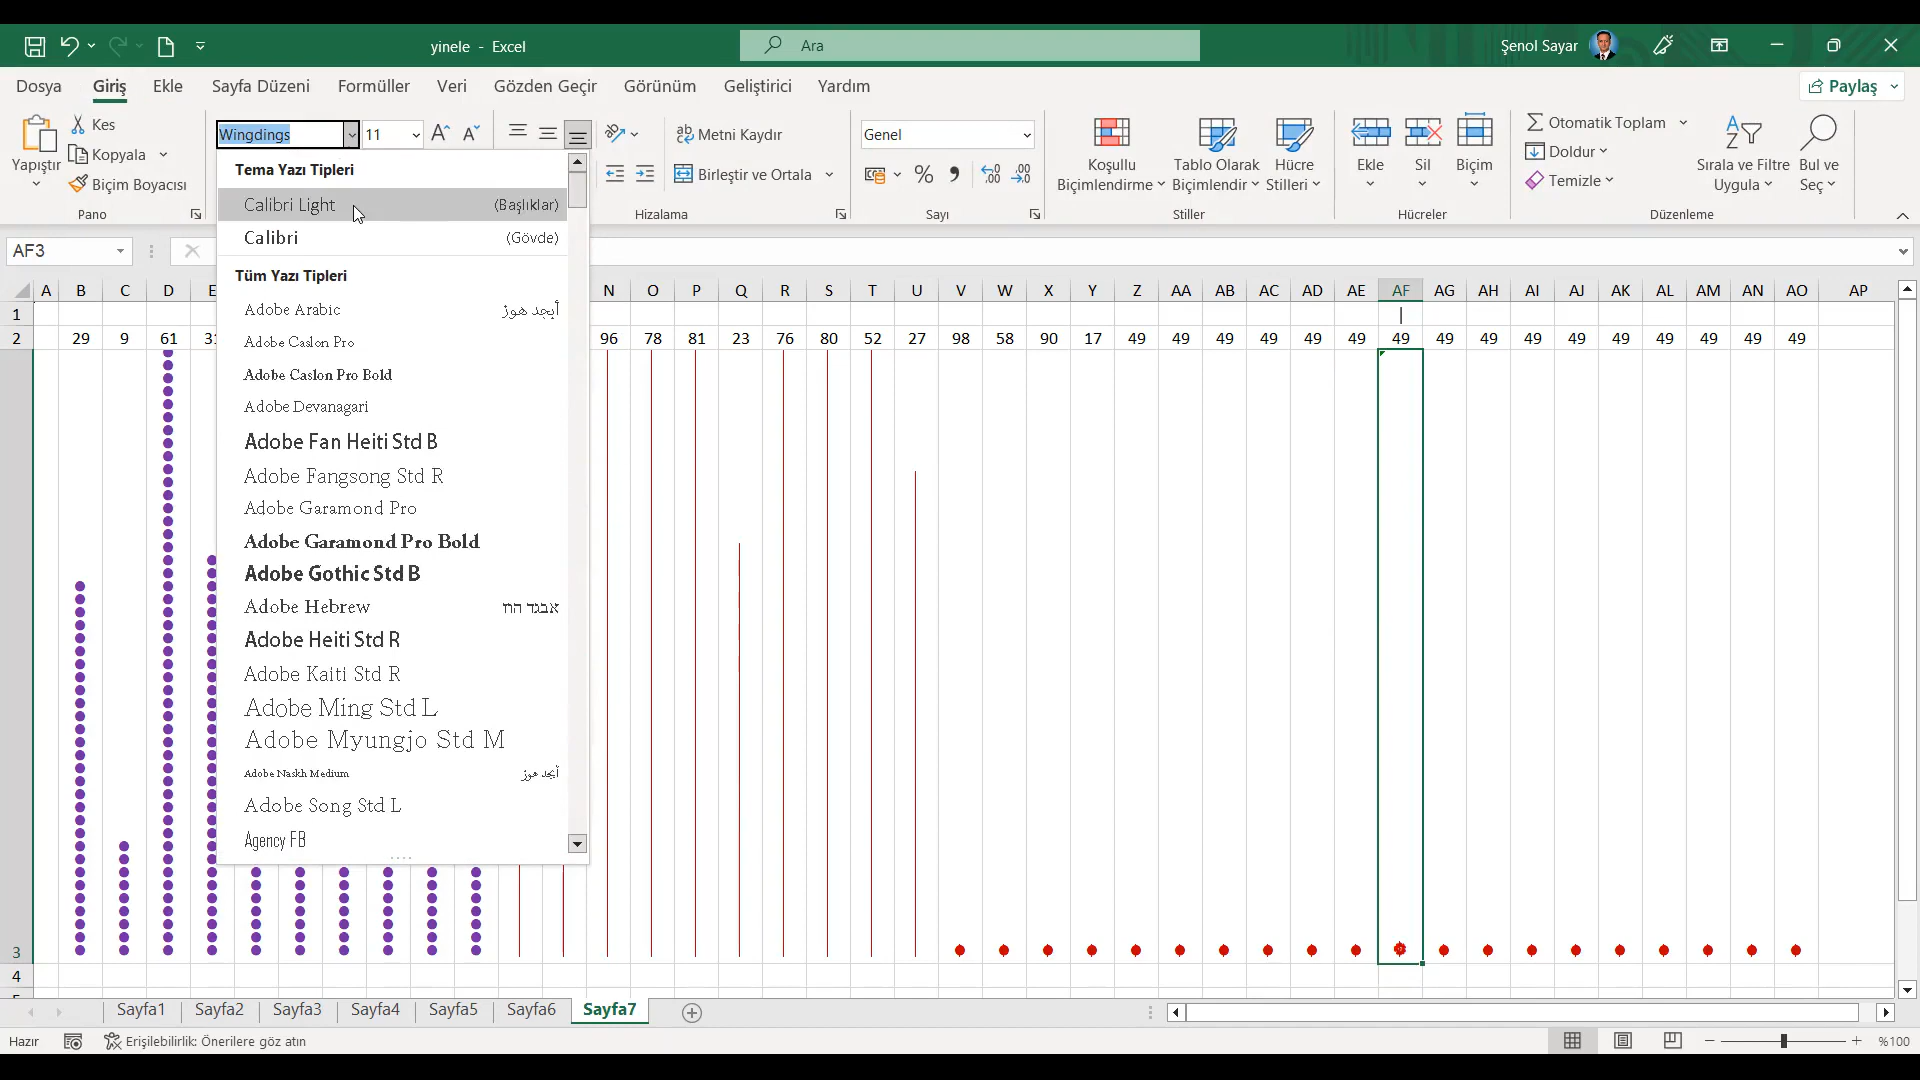 yinele - Excel
Ara
Şenol Sayar
Dosya Giriş Ekle Sayfa Düzeni Formüller Veri Gözden Geçir Görünüm Geliştirici Yardım
Paylaş
Yapıştır
Kes
Kopyala
Biçim Boyacısı
Pano
Wingdings 11
Metni Kaydır
Birleştir ve Ortala
Hizalama
Genel
Sayı
Koşullu Biçimlendirme
Tablo Olarak Biçimlendir
Hücre Stilleri
Stiller
Ekle Sil Biçim
Hücreler
Otomatik Toplam
Doldur
Temizle
Sırala ve Filtre Uygula
Bul ve Seç
Düzenleme
AF3
Tema Yazı Tipleri
Calibri Light (Başlıklar)
Calibri (Gövde)
Tüm Yazı Tipleri
Adobe Arabic أبجد هوز
Adobe Caslon Pro
Adobe Caslon Pro Bold
Adobe Devanagari
Adobe Fan Heiti Std B
Adobe Fangsong Std R
Adobe Garamond Pro
Adobe Garamond Pro Bold
Adobe Gothic Std B
Adobe Hebrew אבגד הוז
Adobe Heiti Std R
Adobe Kaiti Std R
Adobe Ming Std L
Adobe Myungjo Std M
Adobe Naskh Medium أبجد هوز
Adobe Song Std L
Agency FB
A B C D E N O P Q R S T U V W X Y Z AA AB AC AD AE AF AG AH AI AJ AK AL AM AN AO AP
1 |
2 29 9 61 31 96 78 81 23 76 80 52 27 98 58 90 17 49 49 49 49 49 49 49 49 49 49 49 49 49 49 49 49
3
4
Sayfa1 Sayfa2 Sayfa3 Sayfa4 Sayfa5 Sayfa6 Sayfa7
Hazır Erişilebilirlik: Önerilere göz atın %100